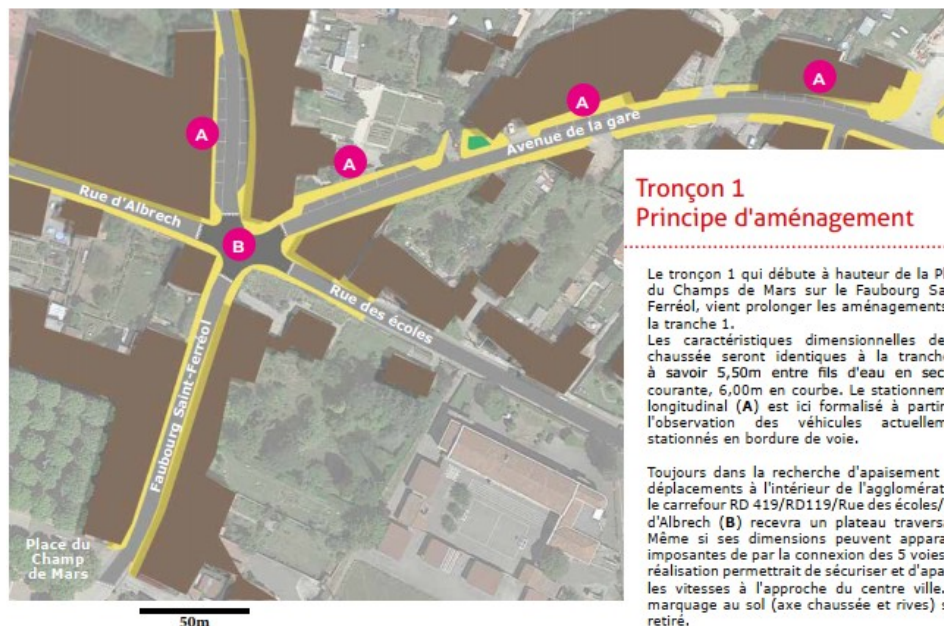 A
A
A
A
Avenue de la gare
Rue d'Albrech
B
Rue des écoles
Faubourg Saint-Ferréol
Place du
Champ
de Mars
50m
Tronçon 1
Principe d'aménagement
Le tronçon 1 qui débute à hauteur de la
du Champs de Mars sur le Faubourg
Ferréol, vient prolonger les aménagements
la tranche 1.
Les caractéristiques dimensionnelles
chaussée seront identiques à la
à savoir 5,50m entre fils d'eau en
courante, 6,00m en courbe. Le
longitudinal (A) est ici formalisé à
l'observation des véhicules
stationnés en bordure de voie.
Toujours dans la recherche d'apaisement
déplacements à l'intérieur de
le carrefour RD 419/RD119/Rue des écoles/
d'Albrech (B) recevra un plateau
Même si ses dimensions peuvent
imposantes de par la connexion des 5 voies
réalisation permettrait de sécuriser et
les vitesses à l'approche du centre ville.
marquage au sol (axe chaussée et rives)
retiré.